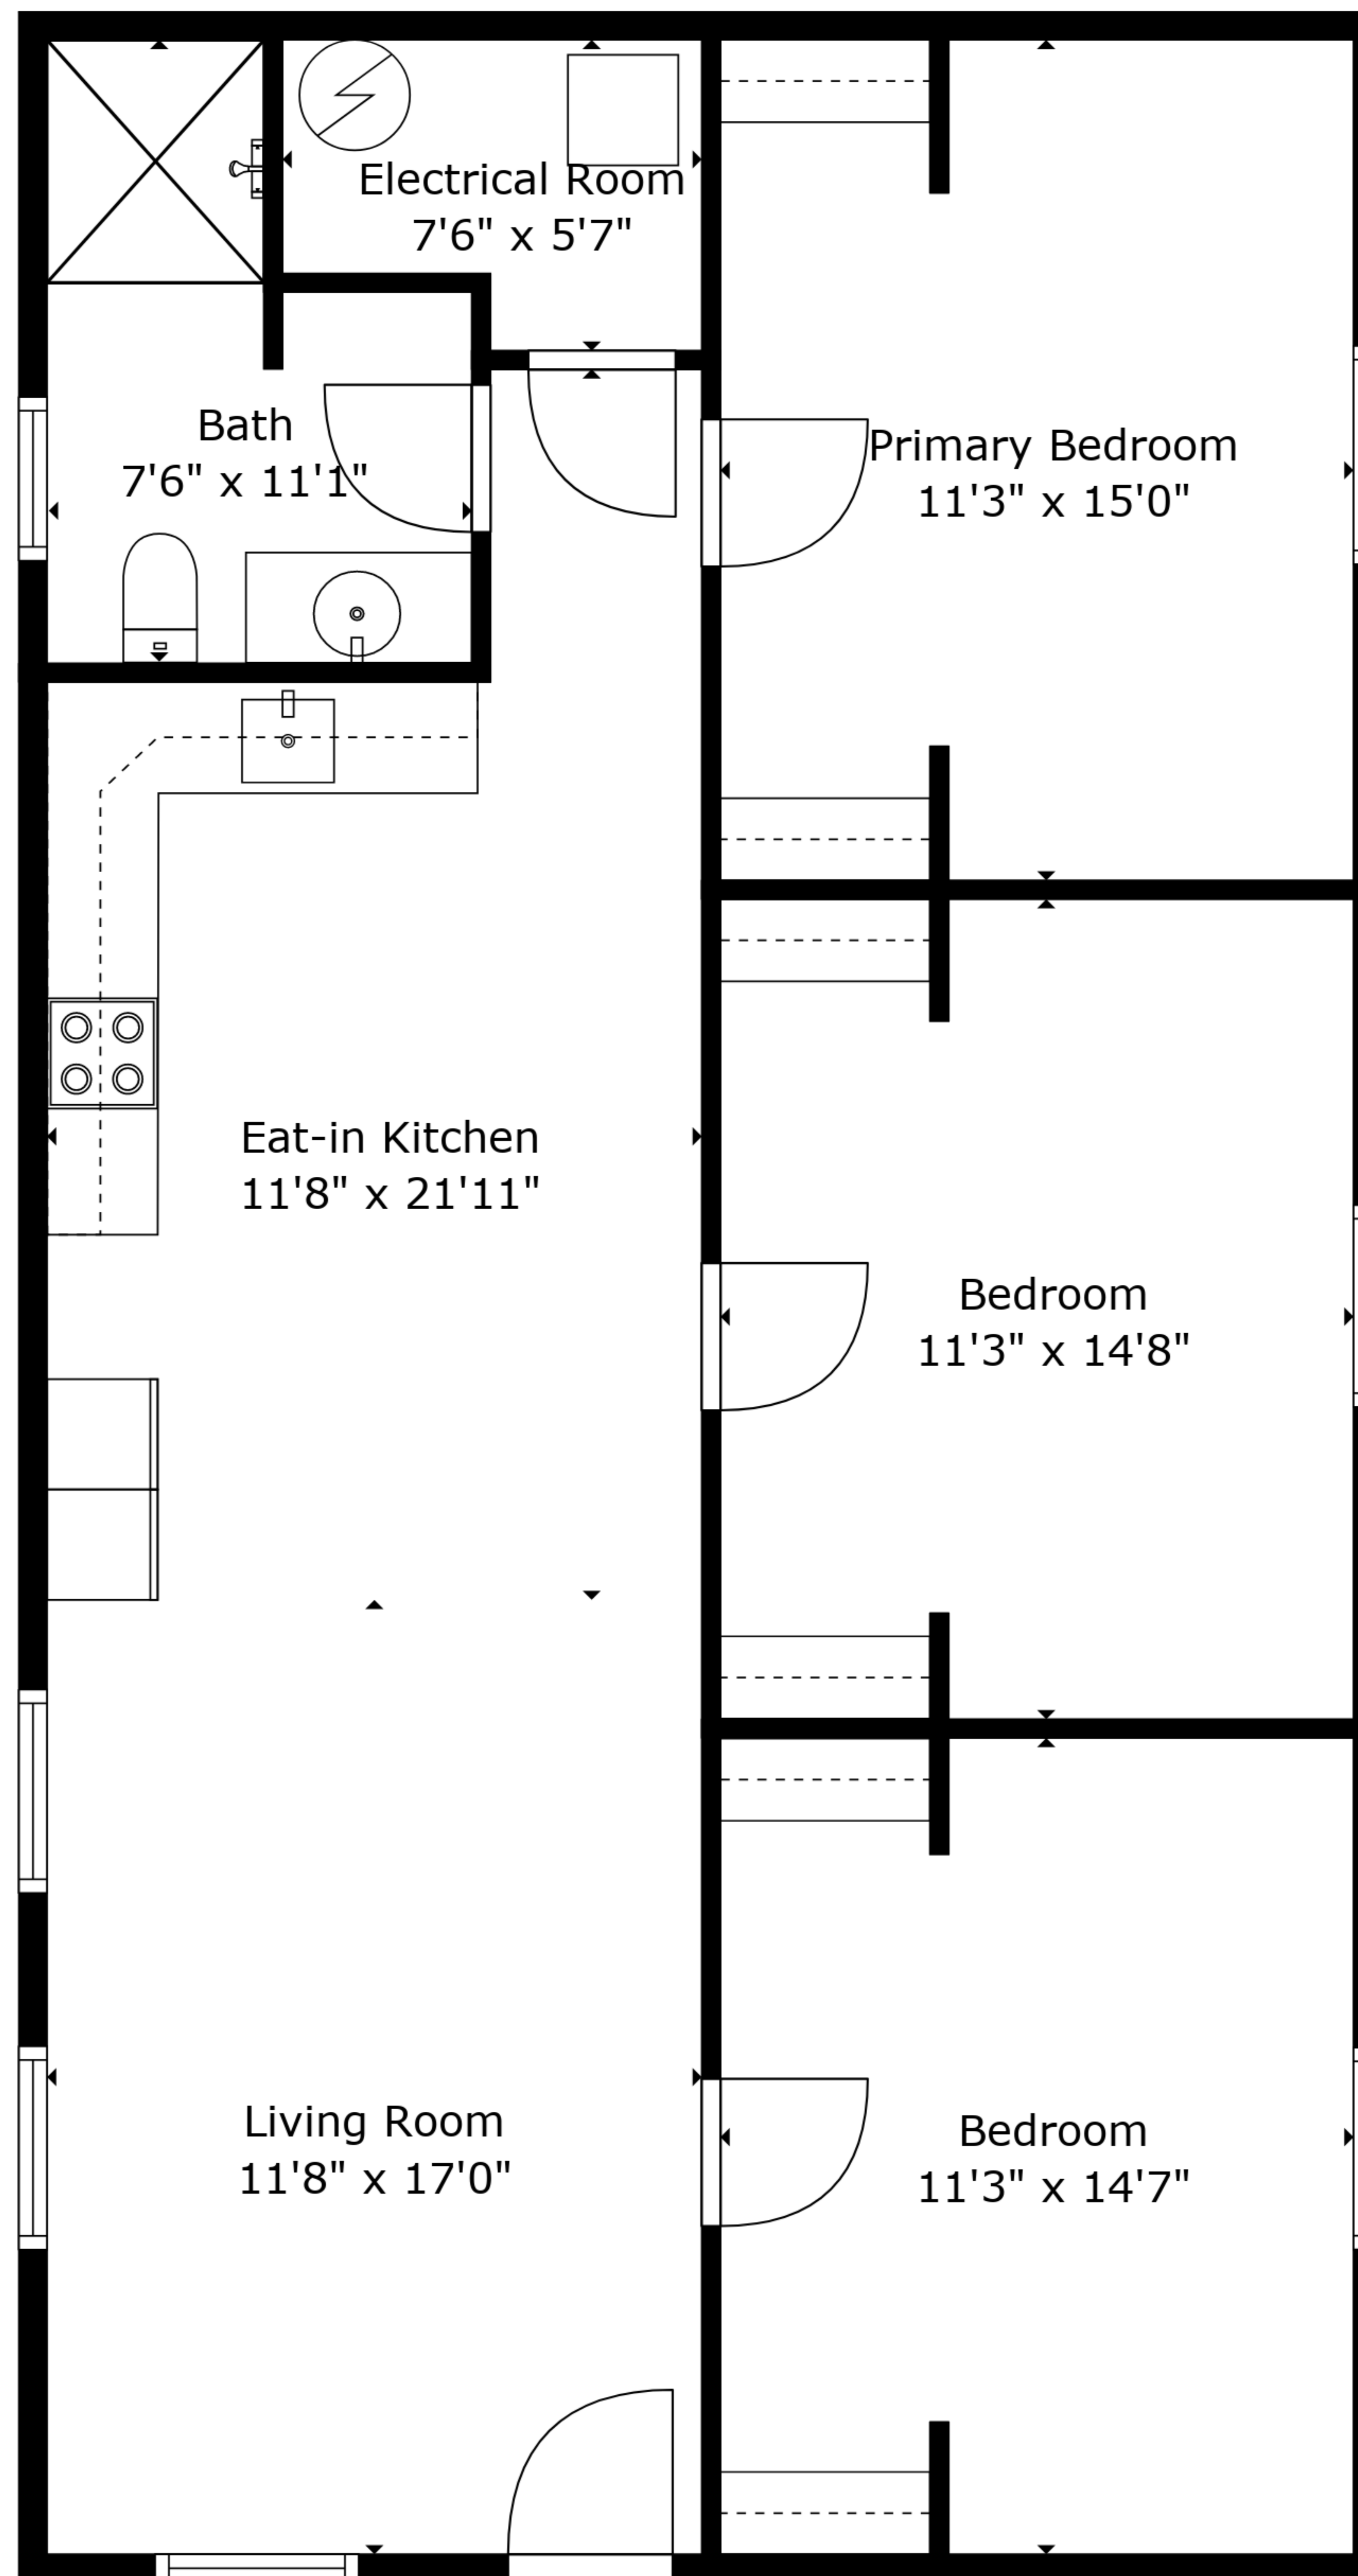 Electrical Room
7'6" x 5'7"
Bath
7'6" x 11'1"
Primary Bedroom
11'3" x 15'0"
Eat-in Kitchen
11'8" x 21'11"
Bedroom
11'3" x 14'8"
Living Room
11'8" x 17'0"
Bedroom
11'3" x 14'7"